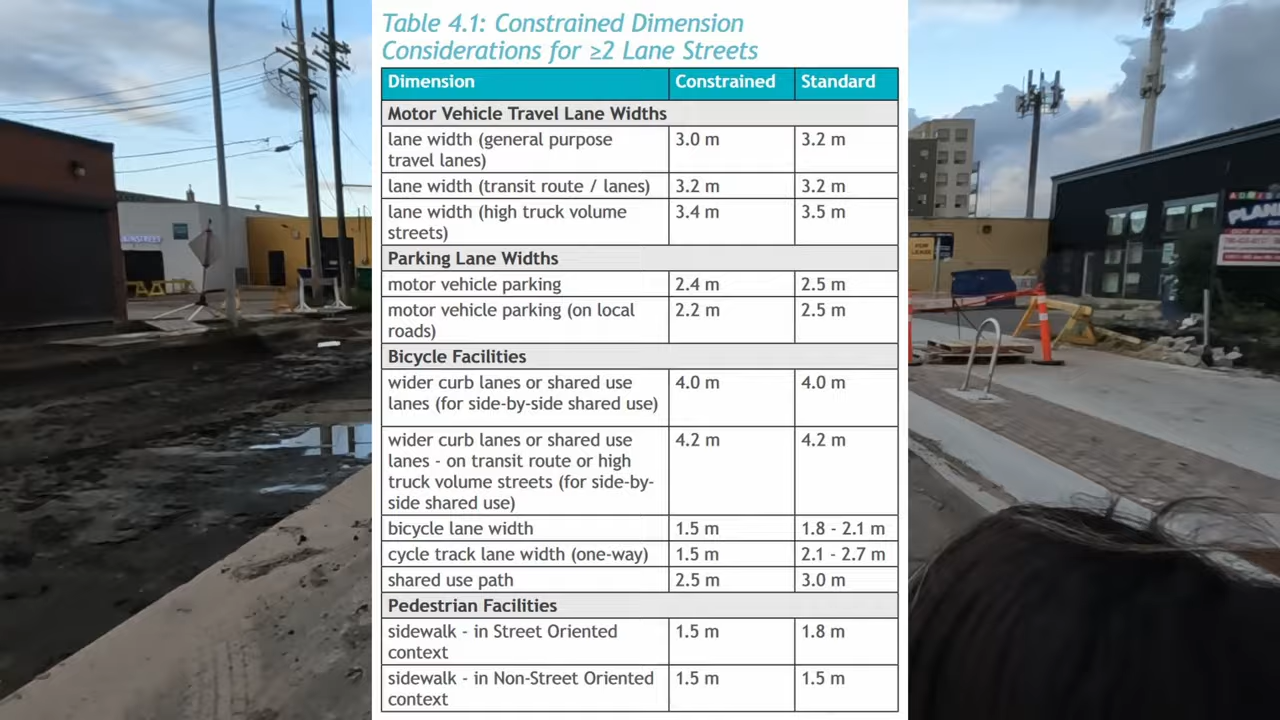 Table 4.1: Constrained Dimension
Considerations for ≥2 Lane Streets
Dimension Constrained Standard
Motor Vehicle Travel Lane Widths
lane width (general purpose 3.0 m 3.2 m
travel lanes)
lane width (transit route / lanes) 3.2 m 3.2 m
lane width (high truck volume 3.4 m 3.5 m
streets)
Parking Lane Widths
motor vehicle parking 2.4 m 2.5 m
motor vehicle parking (on local 2.2 m 2.5 m
roads)
Bicycle Facilities
wider curb lanes or shared use 4.0 m 4.0 m
lanes (for side-by-side shared use)
wider curb lanes or shared use 4.2 m 4.2 m
lanes - on transit route or high
truck volume streets (for side-by-
side shared use)
bicycle lane width 1.5 m 1.8 - 2.1 m
cycle track lane width (one-way) 1.5 m 2.1 - 2.7 m
shared use path 2.5 m 3.0 m
Pedestrian Facilities
sidewalk - in Street Oriented 1.5 m 1.8 m
context
sidewalk - in Non-Street Oriented 1.5 m 1.5 m
context
FOR
LEASE